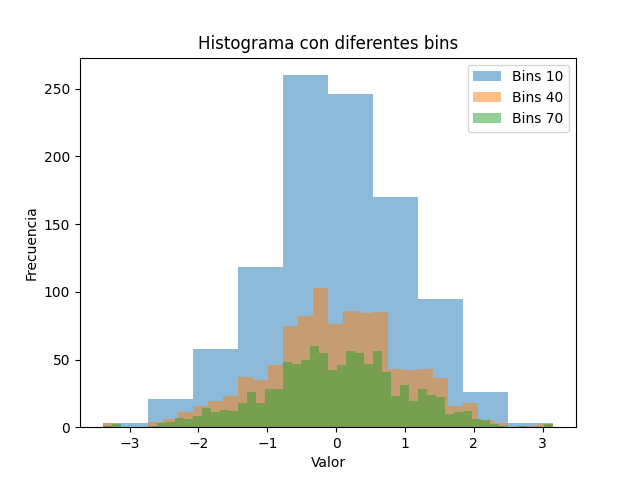 Histograma con diferentes bins
Bins 10
Bins 40
Bins 70
Frecuencia
250
200
150
100
50
0
−3
−2
−1
0
1
2
3
Valor